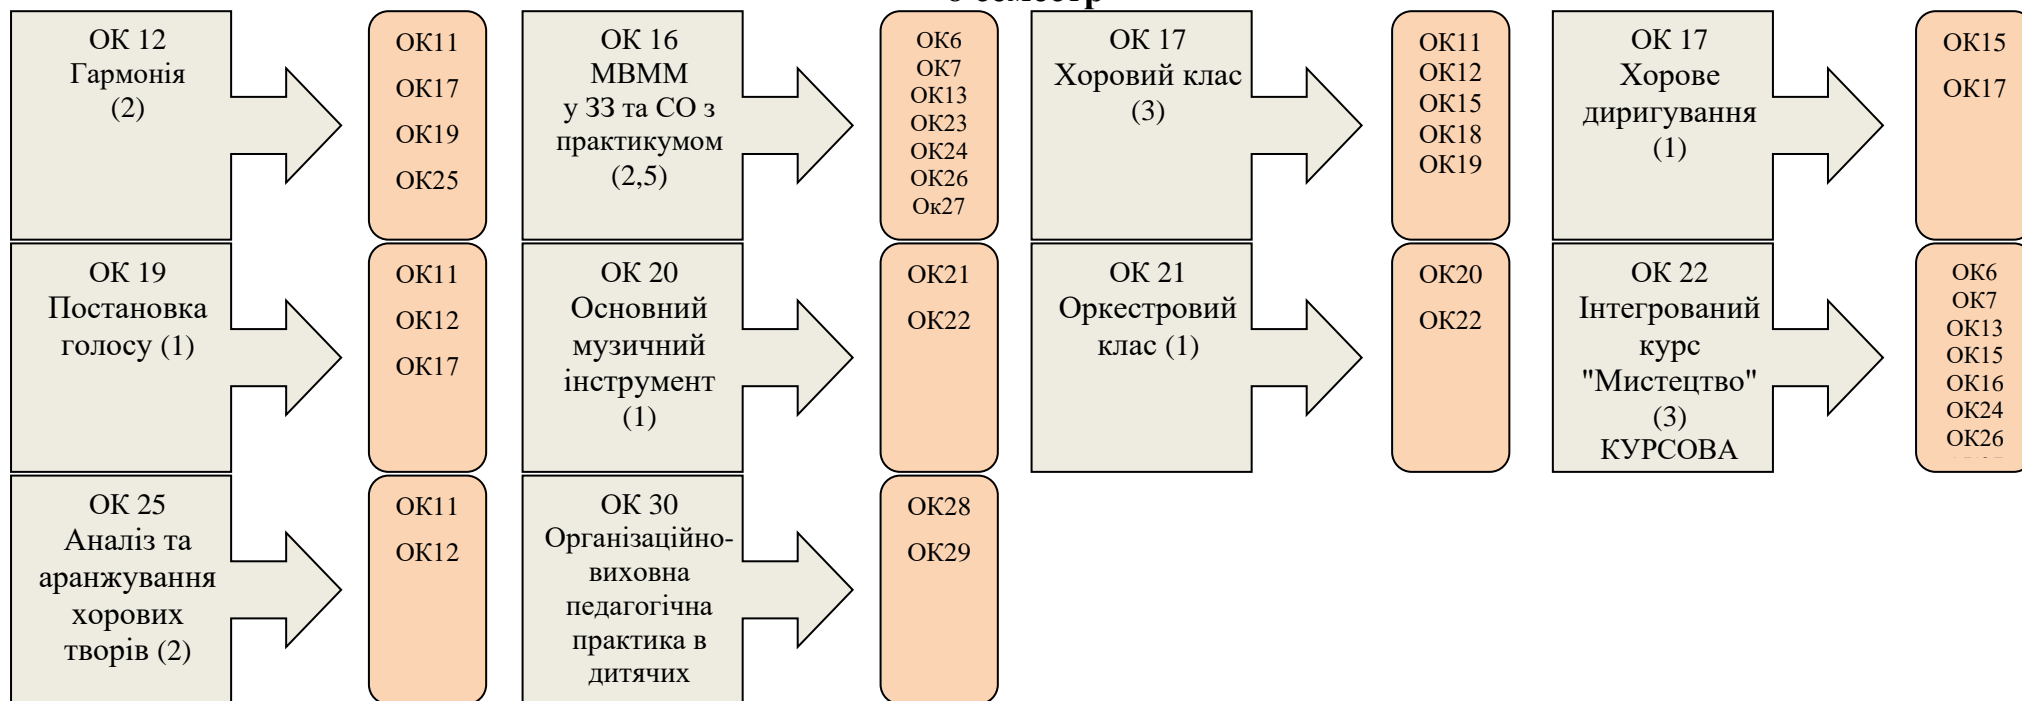 семестр
ОК 12
Гармонія
(2)
ОК11
ОК17
ОК19
ОК25
ОК 16
МВММ
у ЗЗ та СО з
практикумом
(2,5)
ОК6
ОК7
ОК13
ОК23
ОК24
ОК26
Ок27
ОК 17
Хоровий клас
(3)
ОК11
ОК12
ОК15
ОК18
ОК19
ОК 17
Хорове
диригування
(1)
ОК15
ОК17
ОК 19
Постановка
голосу (1)
ОК11
ОК12
ОК17
ОК 20
Основний
музичний
інструмент
(1)
ОК21
ОК22
ОК 21
Оркестровий
клас (1)
ОК20
ОК22
ОК 22
Інтегрований
курс
"Мистецтво"
(3)
КУРСОВА
ОК6
ОК7
ОК13
ОК15
ОК16
ОК24
ОК26
ОК 25
Аналіз та
аранжування
хорових
творів (2)
ОК11
ОК12
ОК 30
Організаційно-
виховна
педагогічна
практика в
дитячих
ОК28
ОК29